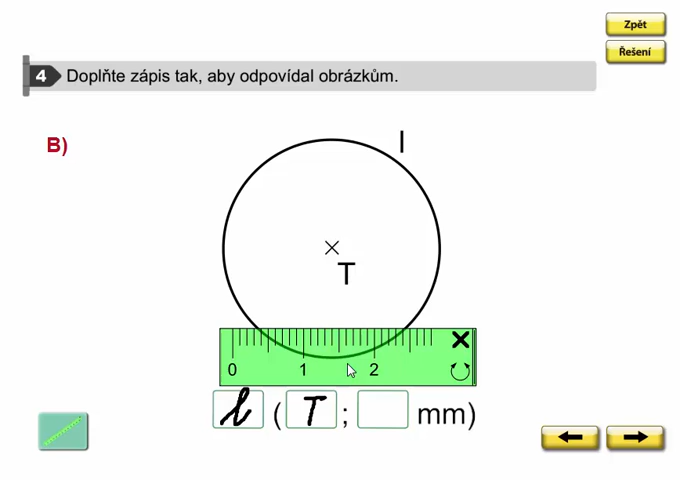 Zpět
Řešení
4 Doplňte zápis tak, aby odpovídal obrázkům.
B)
l
T
0 1 2
l ( T ; mm)